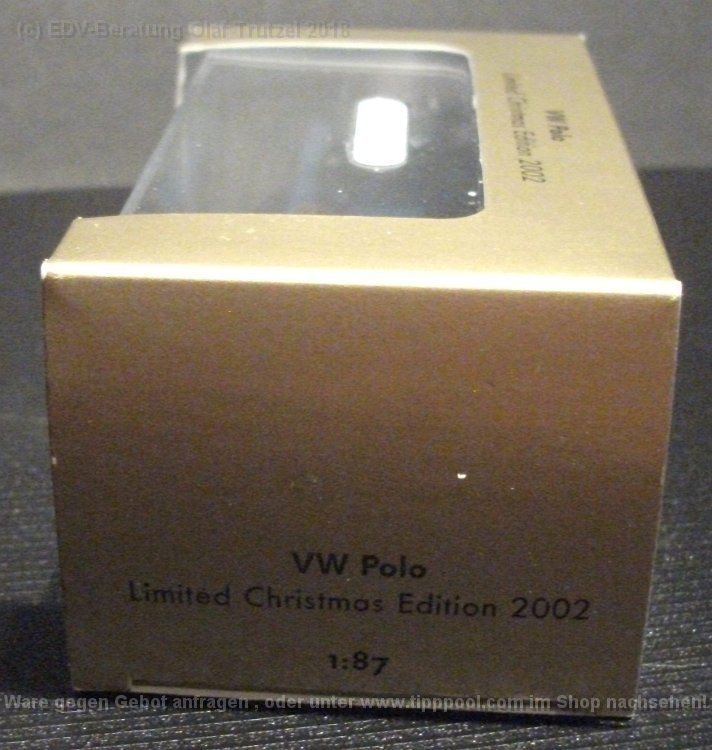 (c) EDV-Beratung Olaf Trutzel 2018
VW Polo
Limited Christmas Edition 2002
VW Polo
Limited Christmas Edition 2002
1:87
Ware gegen Gebot anfragen , oder unter www.tipppool.com im Shop nachsehen!